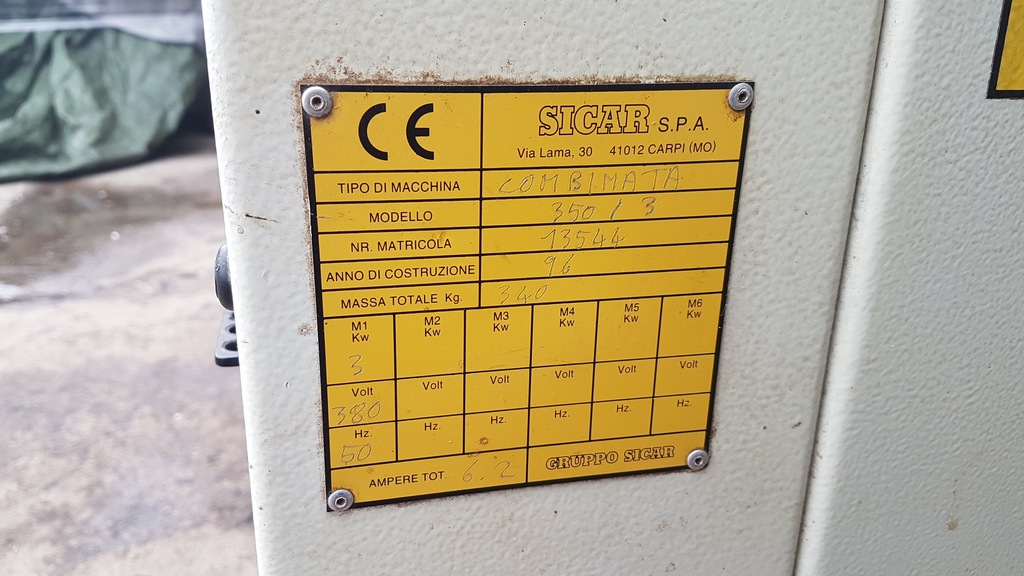 CE
SICAR S.P.A.
Via Lama, 30 41012 CARPI (MO)
TIPO DI MACCHINA COMBINATA
MODELLO 350 / 3
NR. MATRICOLA 13544
ANNO DI COSTRUZIONE 96
MASSA TOTALE Kg. 340
M1 M2 M3 M4 M5 M6
Kw Kw Kw Kw Kw Kw
3
Volt Volt Volt Volt Volt Volt
380
Hz. Hz. Hz. Hz. Hz. Hz.
50
AMPERE TOT. 6,2 GRUPPO SICAR